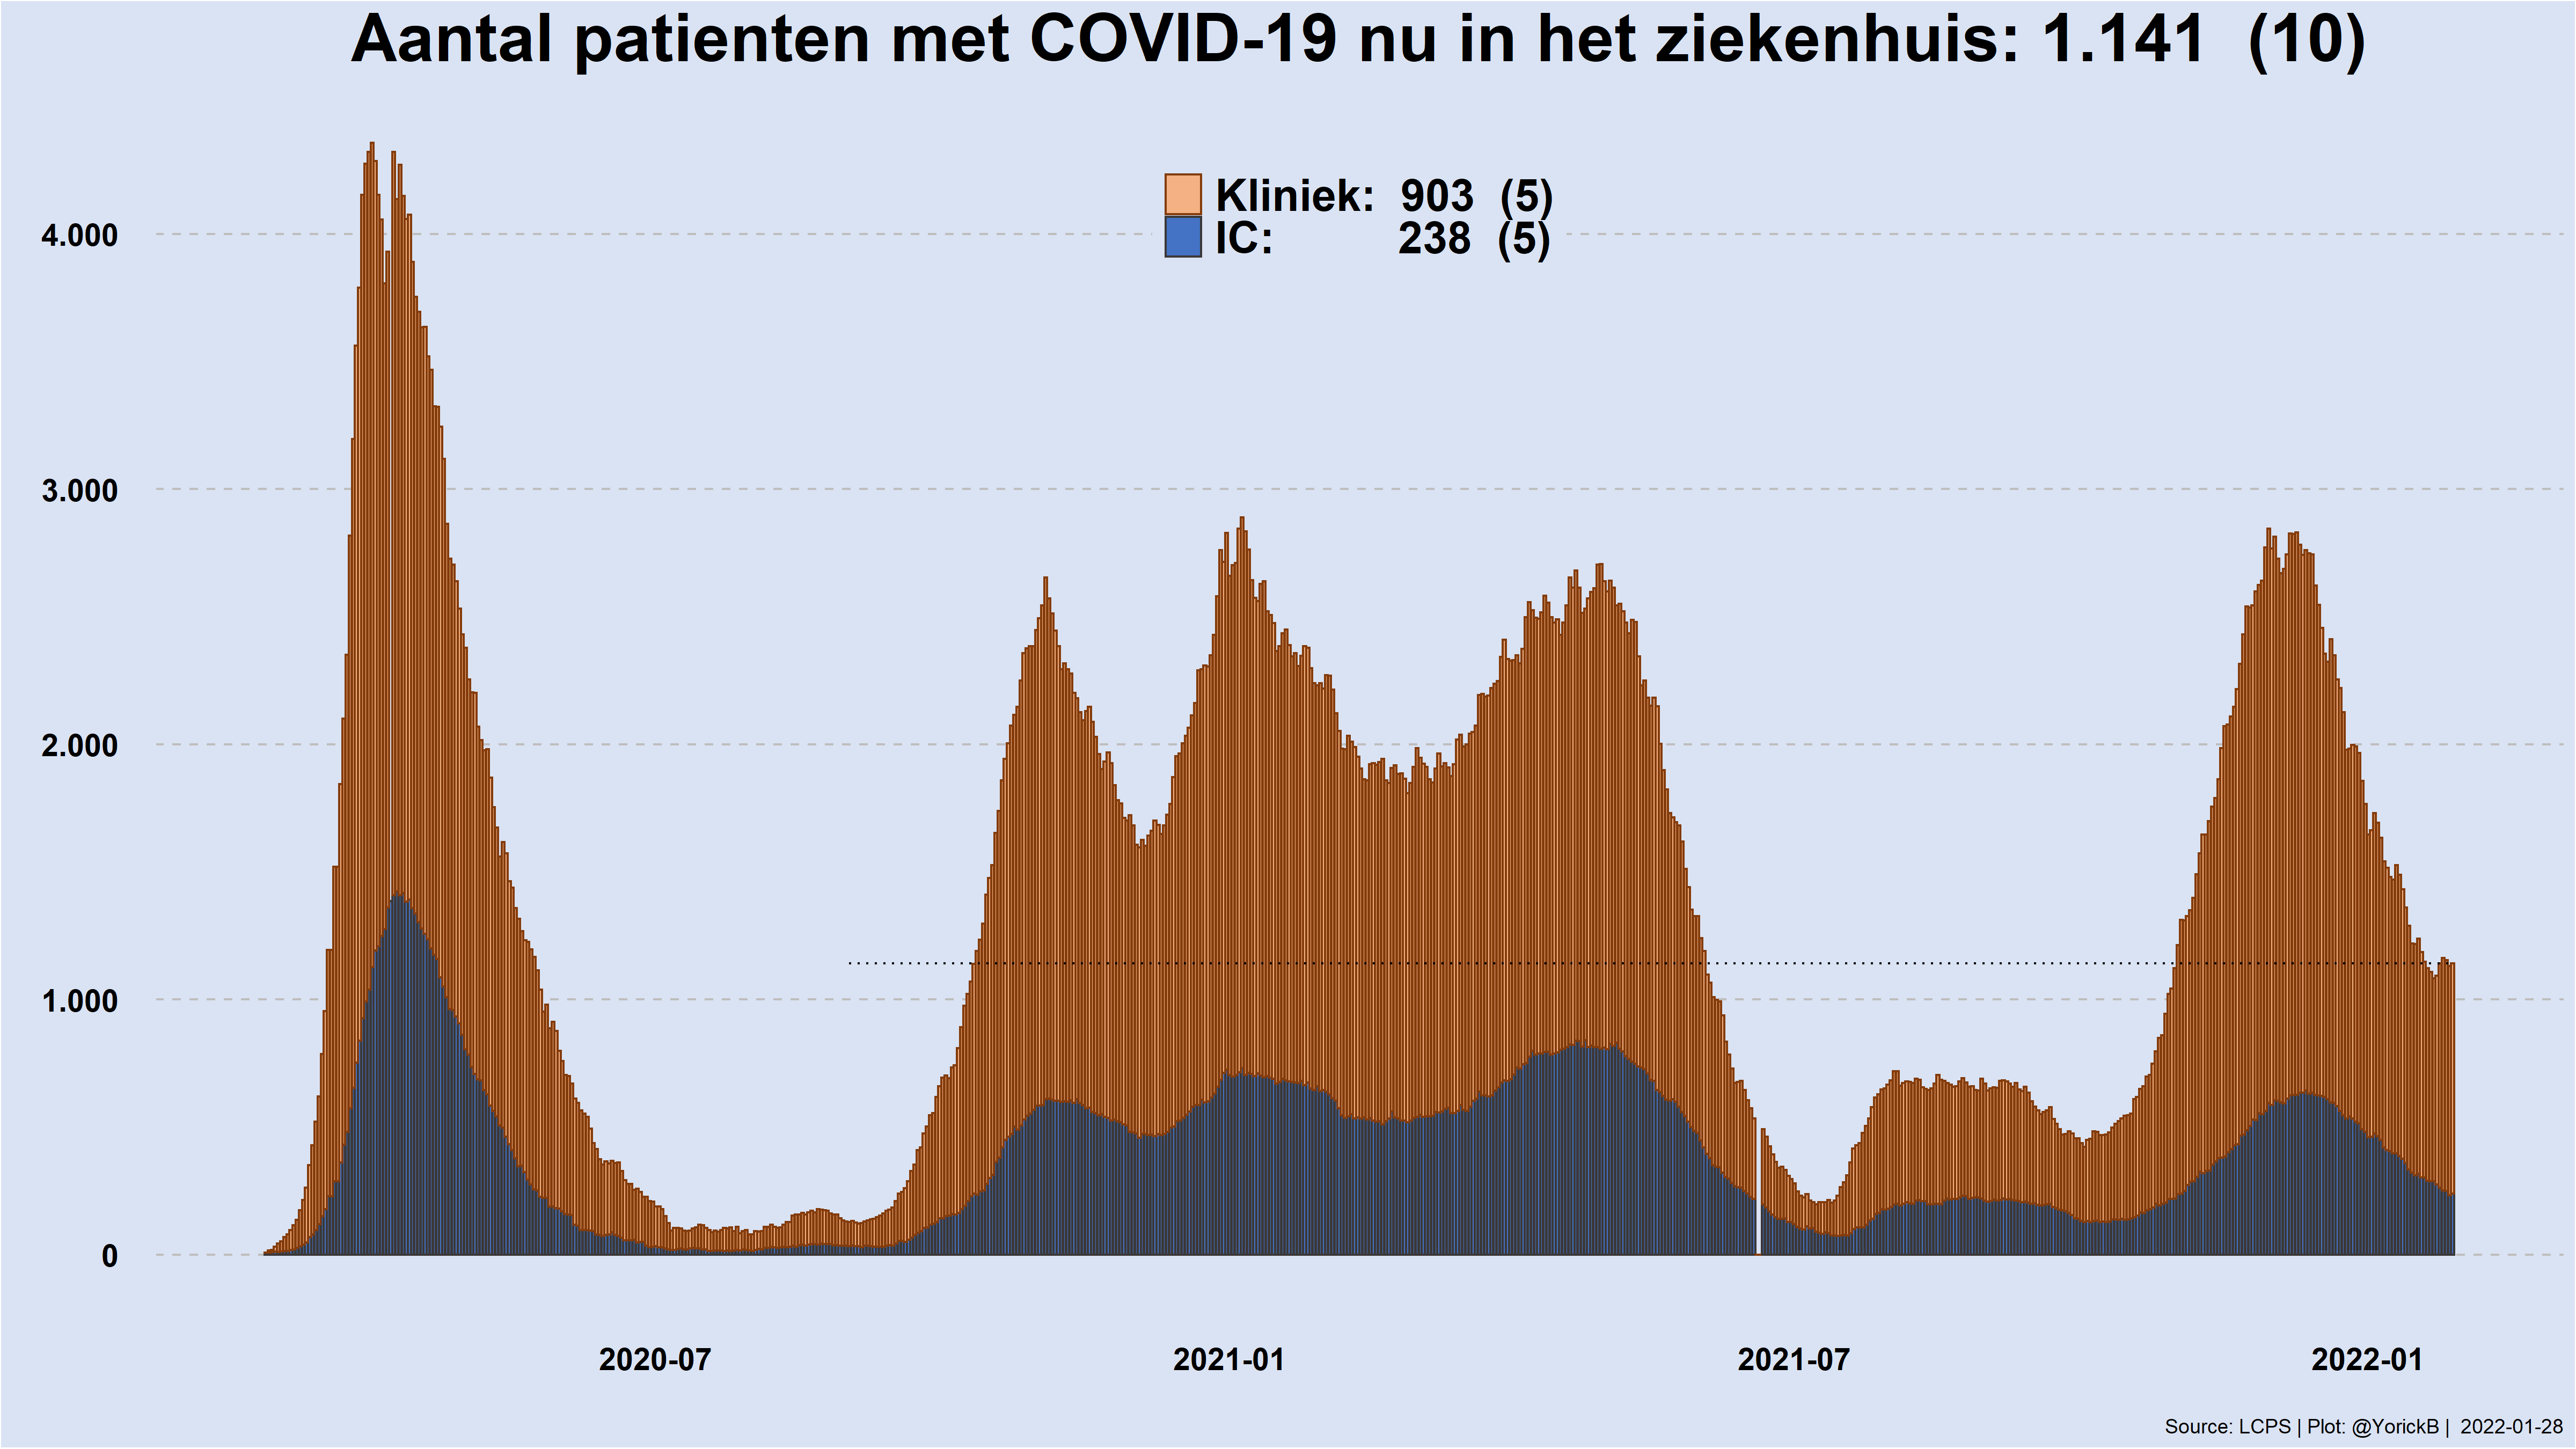 Aantal patienten met COVID-19 nu in het ziekenhuis: 1.141  (10)
Kliniek:  903  (5)
IC:  238  (5)
4.000
3.000
2.000
1.000
0
2020-07 2021-01 2021-07 2022-01
Source: LCPS | Plot: @YorickB |  2022-01-28